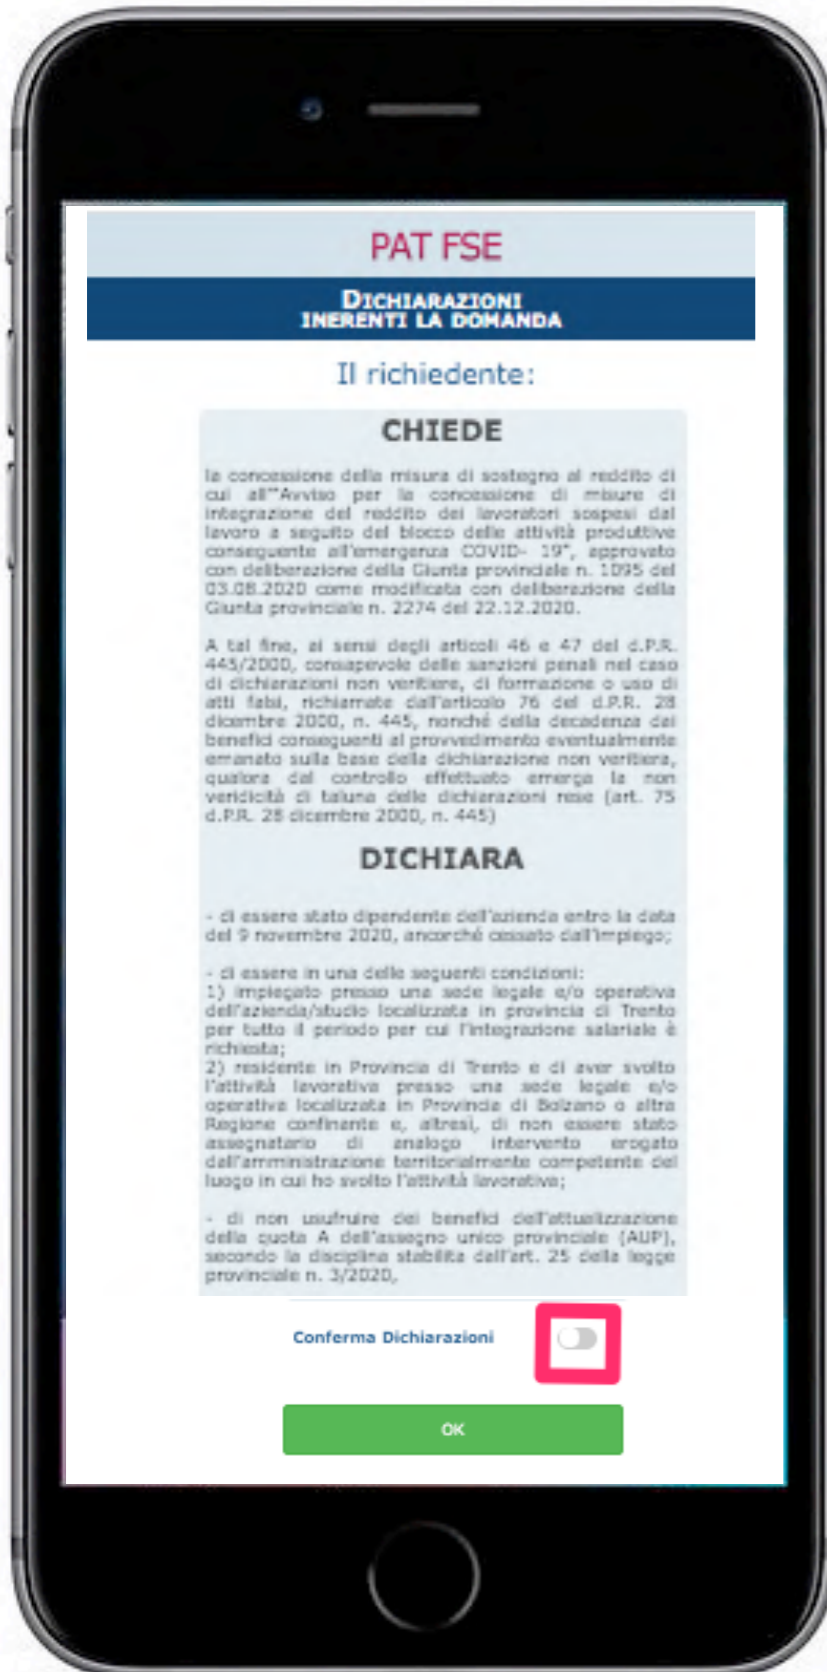 PAT FSE
DICHIARAZIONI
INERENTI LA DOMANDA
Il richiedente:
CHIEDE
la concessione della misura di sostegno al reddito di
cui all'"Avviso per la concessione di misure di
integrazione del reddito dei lavoratori sospesi dal
lavoro a seguito del blocco delle attività produttive
conseguente all'emergenza COVID- 19", approvato
con deliberazione della Giunta provinciale n. 1095 del
03.08.2020 come modificata con deliberazione della
Giunta provinciale n. 2274 del 22.12.2020.
A tal fine, ai sensi degli articoli 46 e 47 del d.P.R.
445/2000, consapevole delle sanzioni penali nel caso
di dichiarazioni non veritiere, di formazione o uso di
atti falsi, richiamate dall'articolo 76 del d.P.R. 28
dicembre 2000, n. 445, nonché della decadenza dai
benefici conseguenti al provvedimento eventualmente
emanato sulla base della dichiarazione non veritiera,
qualora dal controllo effettuato emerga la non
veridicità di taluna delle dichiarazioni rese (art. 75
d.P.R. 28 dicembre 2000, n. 445)
DICHIARA
- di essere stato dipendente dell'azienda entro la data
del 9 novembre 2020, ancorché cessato dall'impiego;
- di essere in una delle seguenti condizioni:
1) impiegato presso una sede legale e/o operativa
dell'azienda/studio localizzata in provincia di Trento
per tutto il periodo per cui l'integrazione salariale è
richiesta;
2) residente in Provincia di Trento e di aver svolto
l'attività lavorativa presso una sede legale e/o
operativa localizzata in Provincia di Bolzano o altra
Regione confinante e, altresì, di non essere stato
assegnatario di analogo intervento erogato
dall'amministrazione territorialmente competente del
luogo in cui ho svolto l'attività lavorativa;
- di non usufruire dei benefici dell'attualizzazione
della quota A dell'assegno unico provinciale (AUP),
secondo la disciplina stabilita dall'art. 25 della legge
provinciale n. 3/2020,
Conferma Dichiarazioni
OK